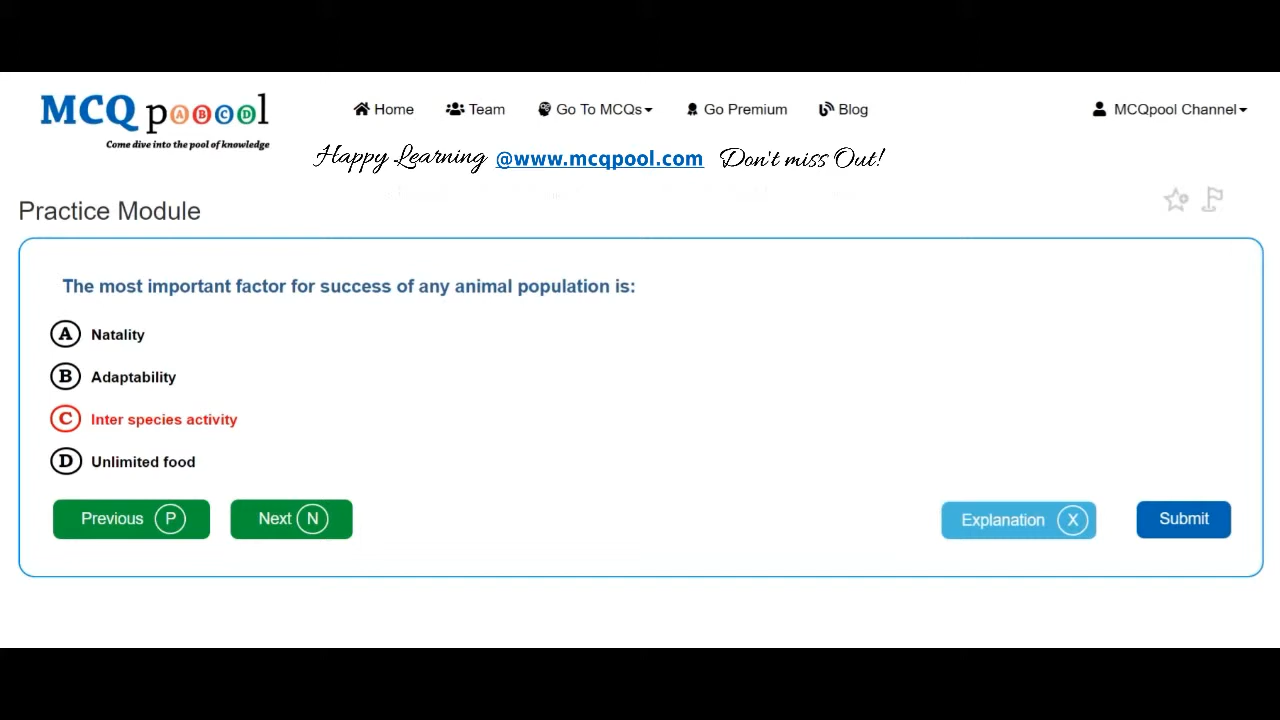 MCQ pooool
Come dive into the pool of knowledge
Home Team Go To MCQs Go Premium Blog MCQpool Channel
Happy Learning @www.mcqpool.com Don't miss Out!
Practice Module
The most important factor for success of any animal population is:
A Natality
B Adaptability
C Inter species activity
D Unlimited food
Previous P Next N Explanation X Submit